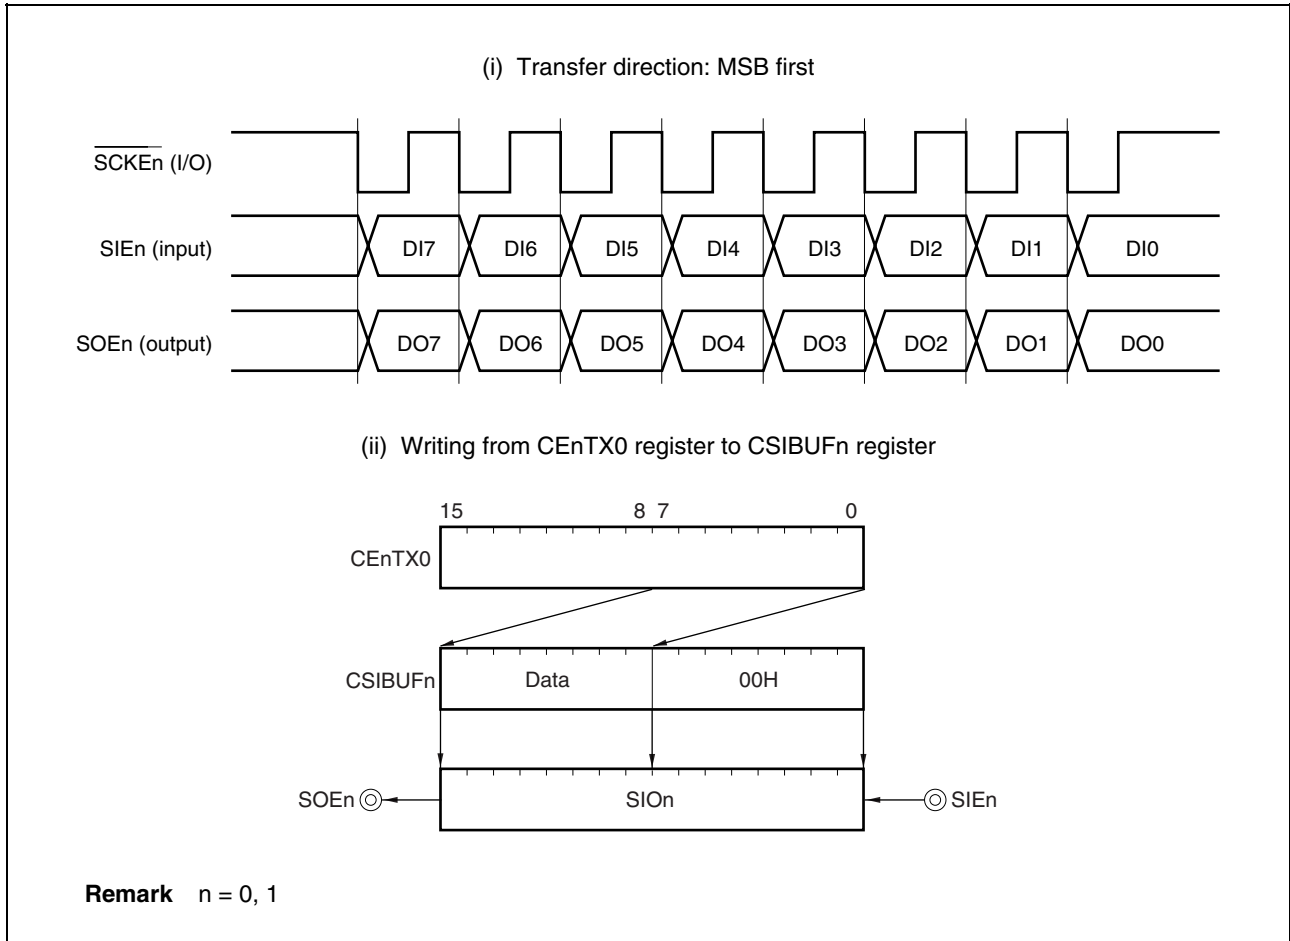 (i) Transfer direction: MSB first
SCKEn (I/O)
SIEn (input) DI7 DI6 DI5 DI4 DI3 DI2 DI1 DI0
SOEn (output) DO7 DO6 DO5 DO4 DO3 DO2 DO1 DO0
(ii) Writing from CEnTX0 register to CSIBUFn register
15 8 7 0
CEnTX0
CSIBUFn Data 00H
SOEn SIOn SIEn
Remark n = 0, 1